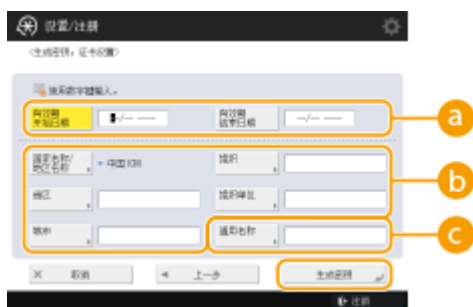 设置/注册
<生成密钥: 证书设置>
使用数字键输入。
有效期
开始日期
--/-- ----
有效期
结束日期
--/-- ----
a
国家名称/
地区名称
中国(CN)
组织
b
省区
组织单位
城市
通用名称
c
× 取消
上一步
生成密钥
注销